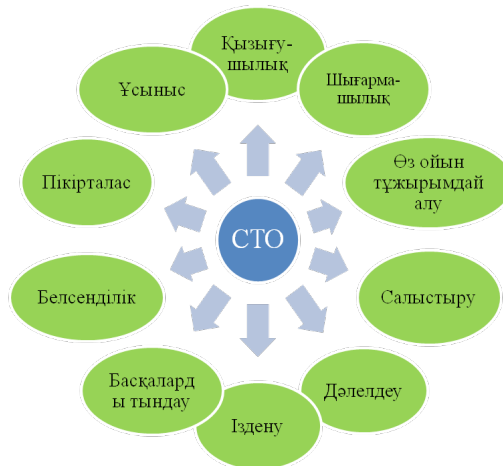 Қызығу-
шылық
Шығарма-
шылық
Өз ойын
тұжырымдай
алу
Салыстыру
Дәлелдеу
Іздену
Басқалард
ы тындау
Белсенділік
Пікірталас
Ұсыныс
СТО